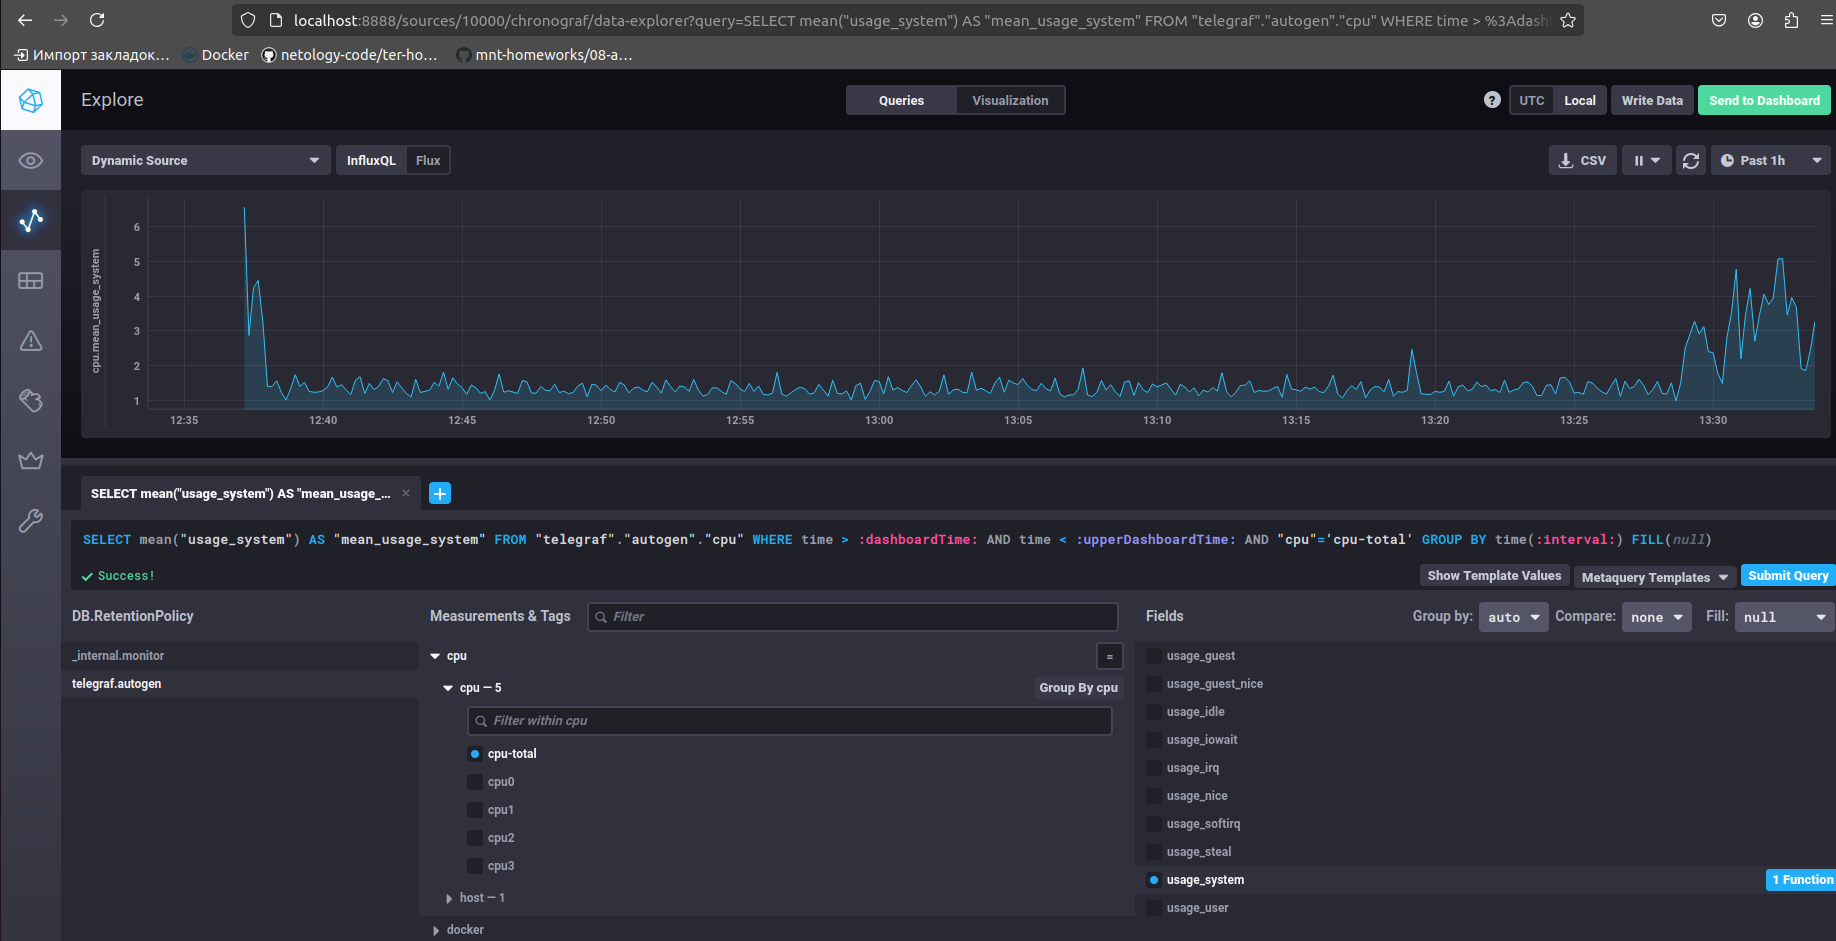 localhost:8888/sources/10000/chronograf/data-explorer?query=SELECT mean("usage_system") AS "mean_usage_system" FROM "telegraf"."autogen"."cpu" WHERE time > %3Adash
Импорт закладок… Docker netology-code/ter-ho… mnt-homeworks/08-a…
Explore Queries Visualization ? UTC Local Write Data Send to Dashboard
Dynamic Source InfluxQL Flux CSV Past 1h
cpu.mean_usage_system
6
5
4
3
2
1
12:35 12:40 12:45 12:50 12:55 13:00 13:05 13:10 13:15 13:20 13:25 13:30
SELECT mean("usage_system") AS "mean_usage_… × +
SELECT mean("usage_system") AS "mean_usage_system" FROM "telegraf"."autogen"."cpu" WHERE time > :dashboardTime: AND time < :upperDashboardTime: AND "cpu"='cpu-total' GROUP BY time(:interval:) FILL(null)
Success! Show Template Values Metaquery Templates Submit Query
DB.RetentionPolicy Measurements & Tags Filter Fields Group by: auto Compare: none Fill: null
_internal.monitor
telegraf.autogen
cpu =
cpu — 5 Group By cpu
Filter within cpu
cpu-total
cpu0
cpu1
cpu2
cpu3
host — 1
docker
usage_guest
usage_guest_nice
usage_idle
usage_iowait
usage_irq
usage_nice
usage_softirq
usage_steal
usage_system 1 Function
usage_user